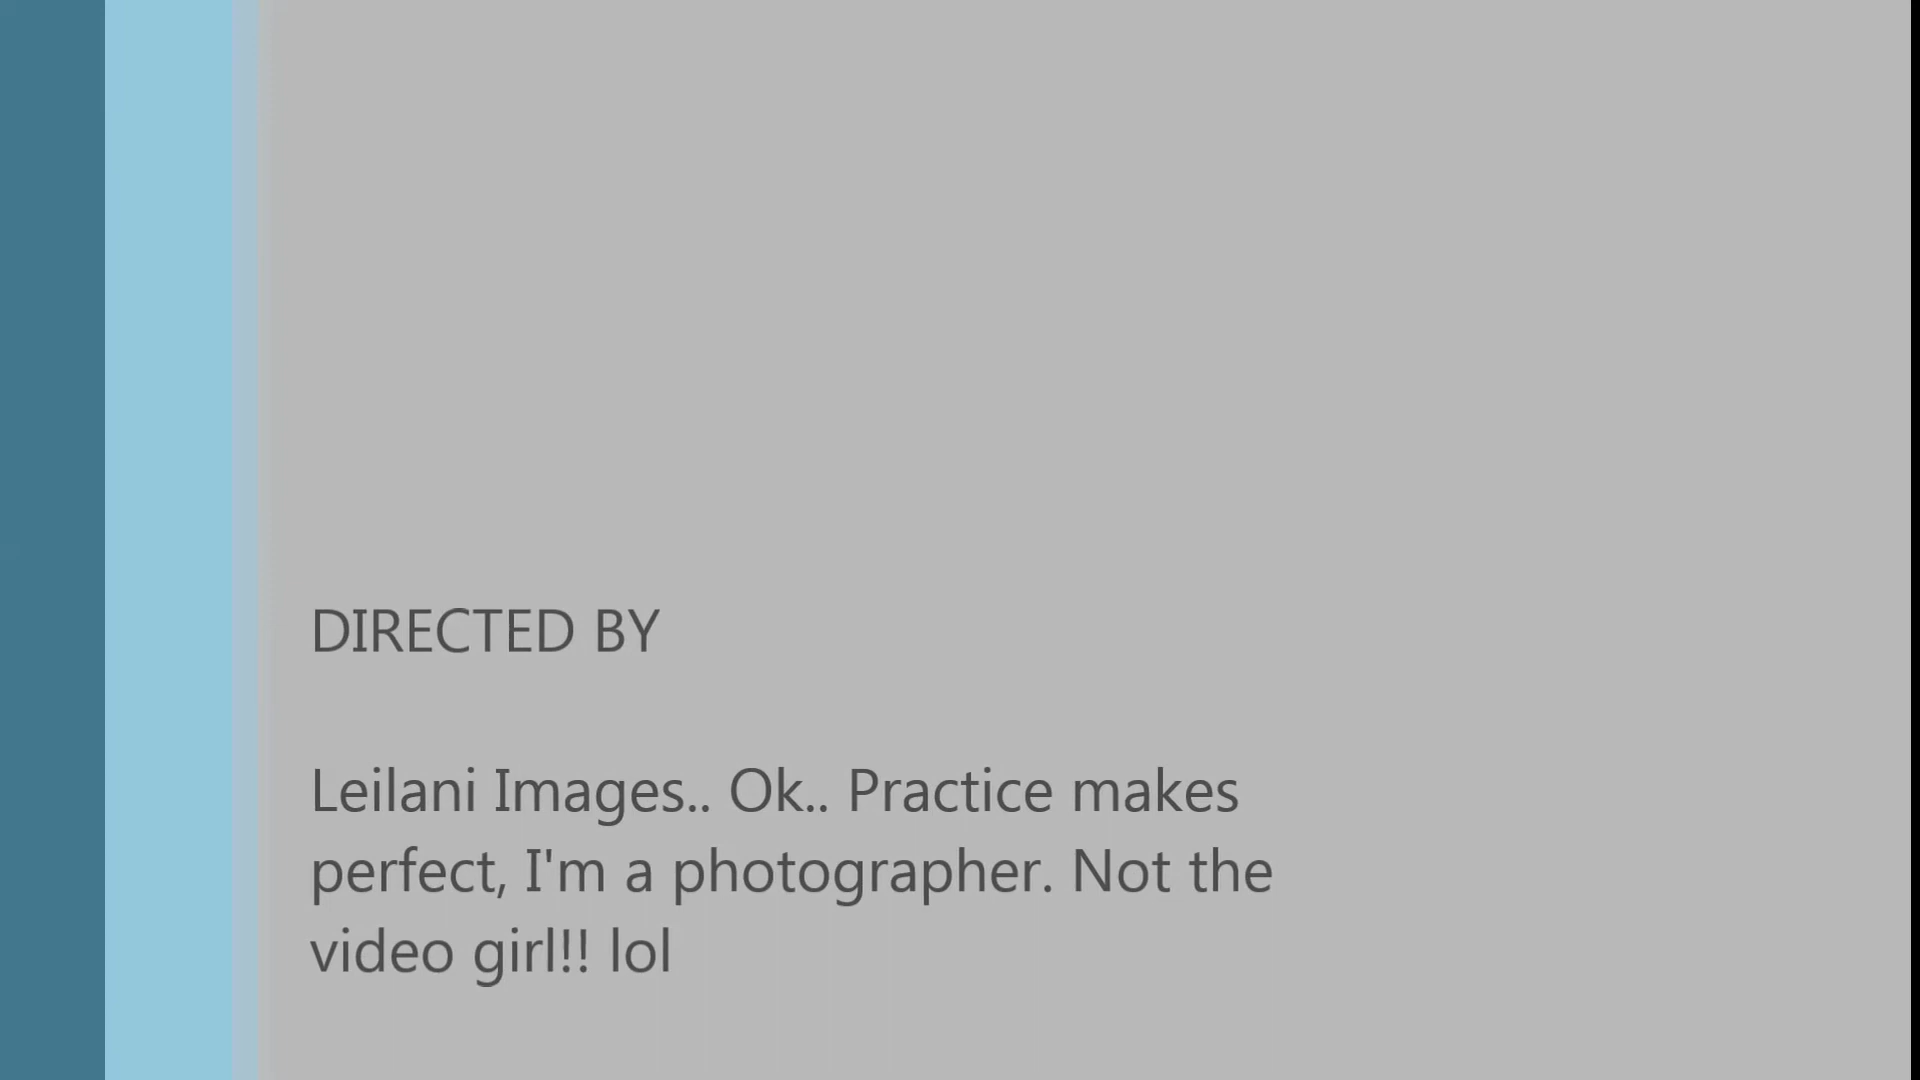 DIRECTED BY
Leilani Images.. Ok.. Practice makes
perfect, I'm a photographer. Not the
video girl!! lol